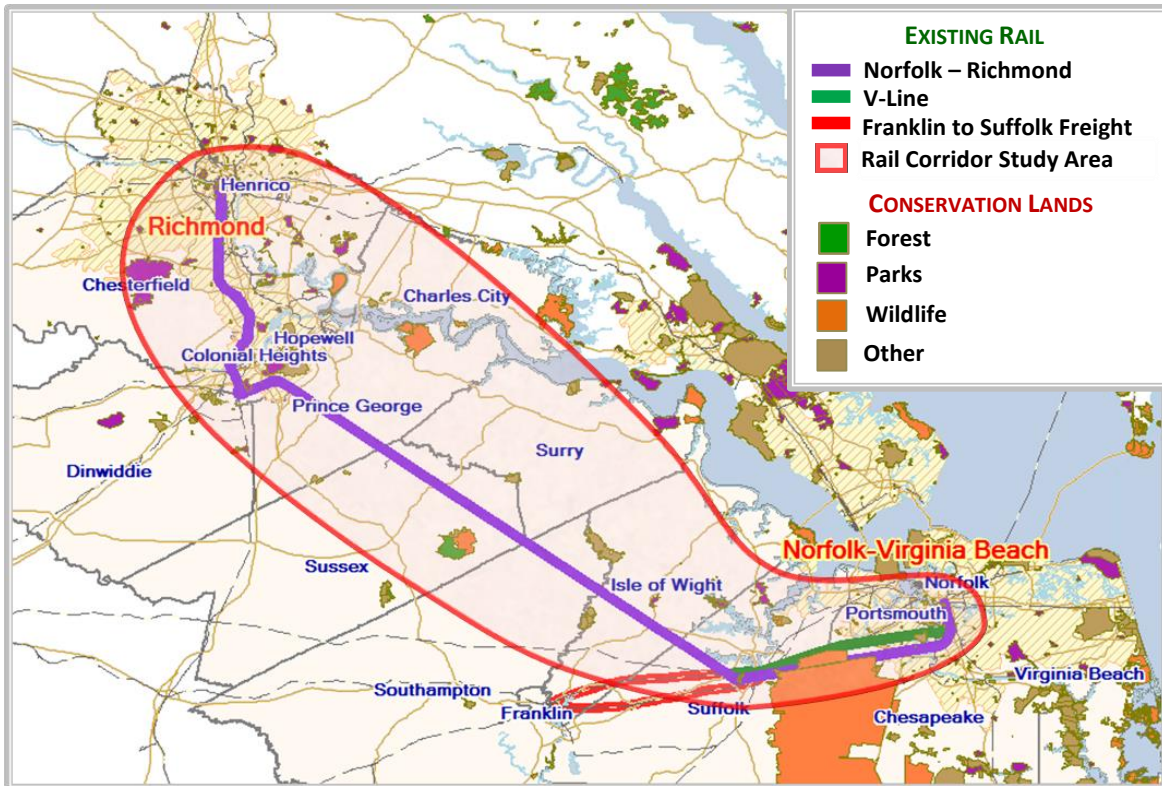 EXISTING RAIL
Norfolk – Richmond
V-Line
Franklin to Suffolk Freight
Rail Corridor Study Area
CONSERVATION LANDS
Forest
Parks
Wildlife
Other
Henrico
Richmond
Chesterfield
Charles City
Hopewell
Colonial Heights
Prince George
Dinwiddie
Surry
Sussex
Norfolk-Virginia Beach
Isle of Wight
Norfolk
Portsmouth
Virginia Beach
Southampton
Franklin
Suffolk
Chesapeake